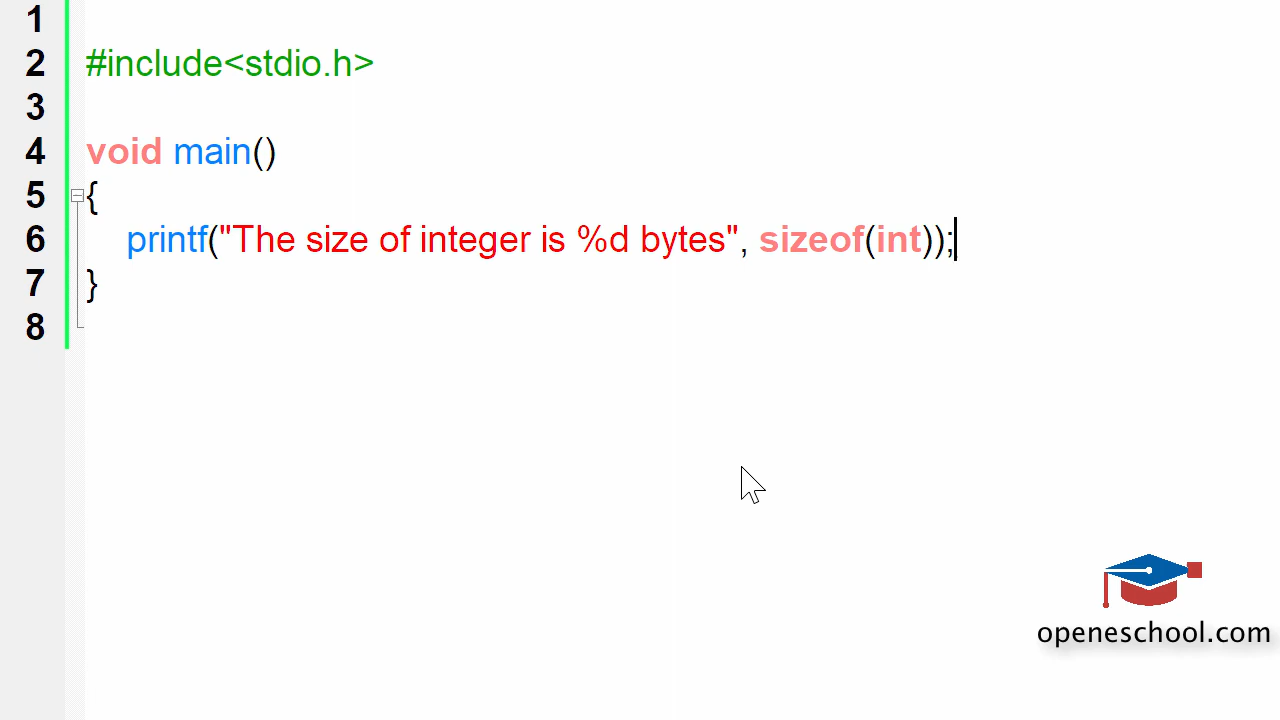 1
2 #include<stdio.h>
3
4 void main()
5 {
6 printf("The size of integer is %d bytes", sizeof(int));
7 }
8
openeschool.com